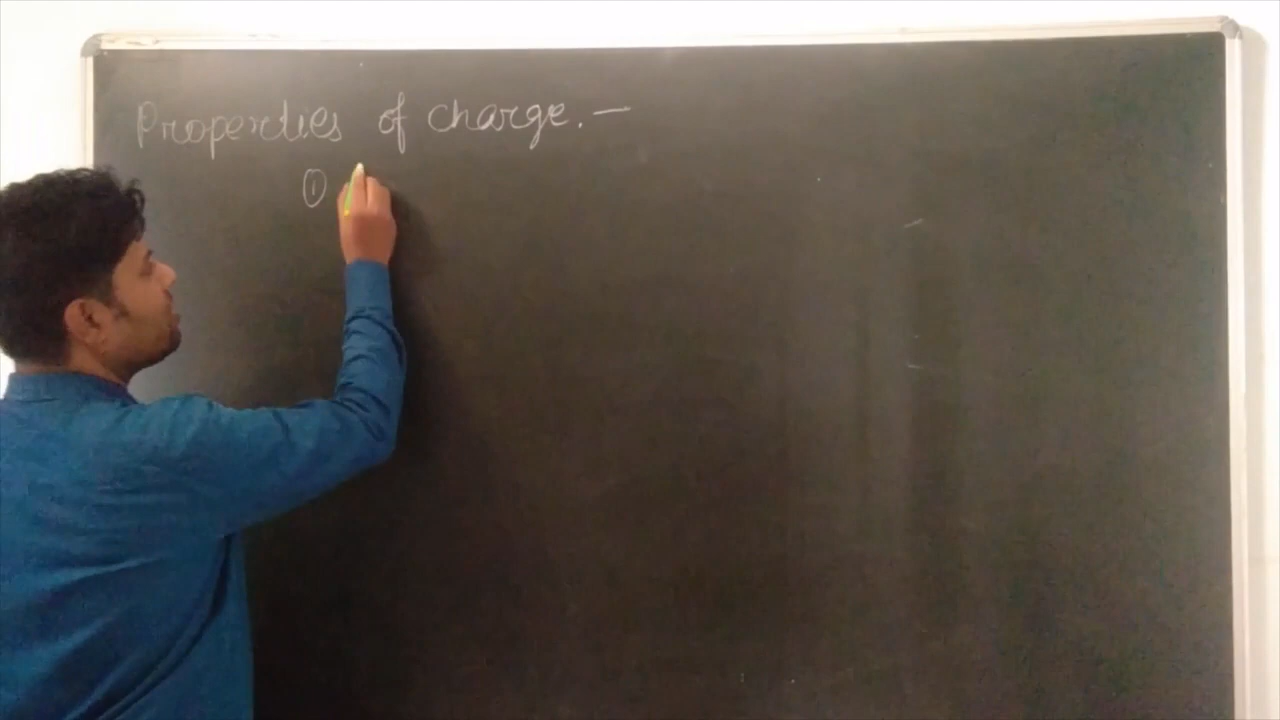 Properties of charge. –
①